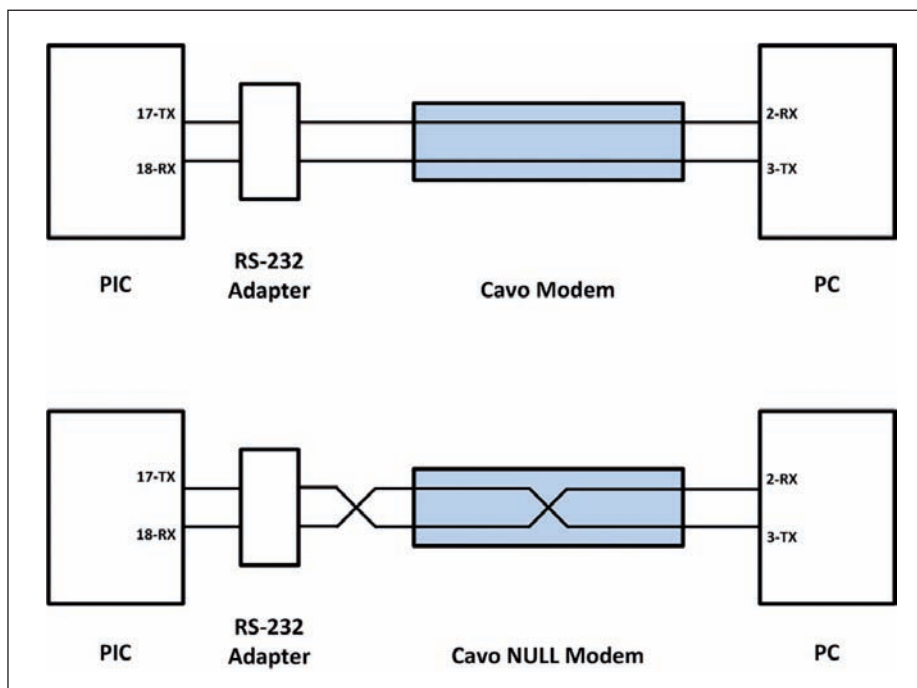 17-TX
2-RX
18-RX
3-TX
PIC
RS-232
Adapter
Cavo Modem
PC
17-TX
2-RX
18-RX
3-TX
PIC
RS-232
Adapter
Cavo NULL Modem
PC